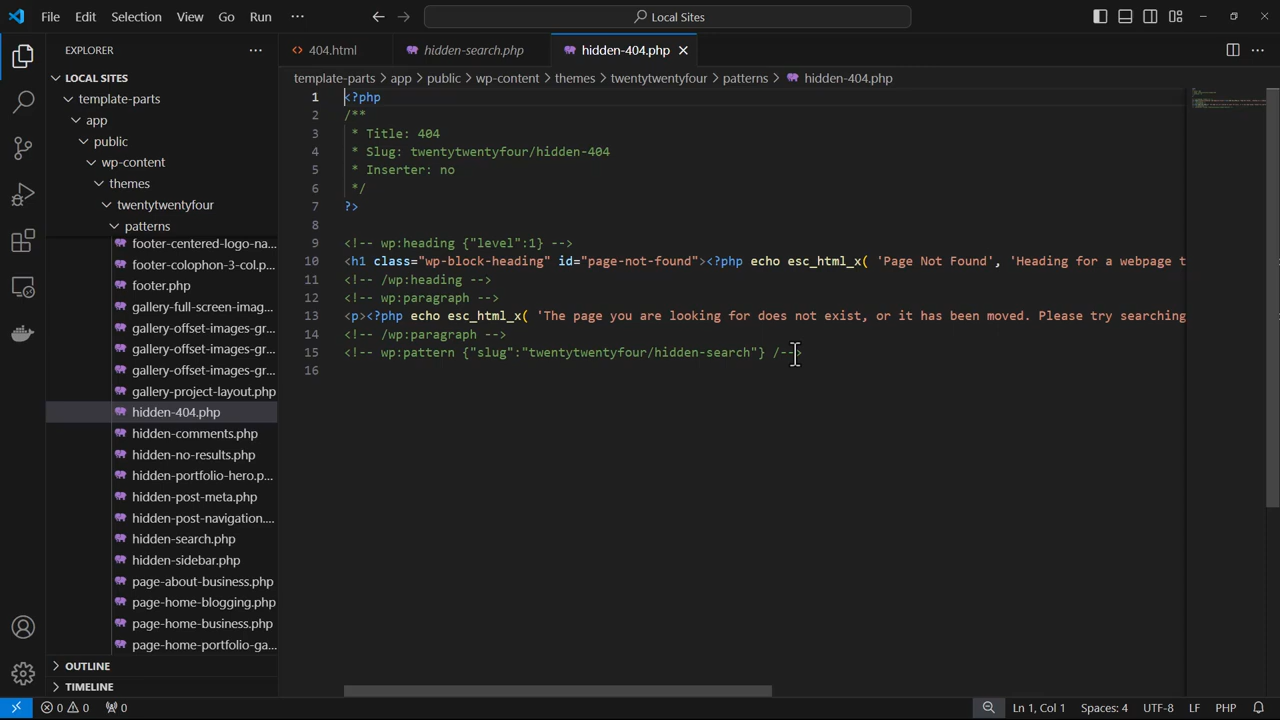 File Edit Selection View Go Run ··· Local Sites
EXPLORER ···
404.html hidden-search.php hidden-404.php
template-parts > app > public > wp-content > themes > twentytwentyfour > patterns > hidden-404.php
LOCAL SITES
template-parts
app
public
wp-content
themes
twentytwentyfour
patterns
footer-centered-logo-na...
footer-colophon-3-col.p...
footer.php
gallery-full-screen-imag...
gallery-offset-images-gr...
gallery-offset-images-gr...
gallery-offset-images-gr...
gallery-project-layout.php
hidden-404.php
hidden-comments.php
hidden-no-results.php
hidden-portfolio-hero.p...
hidden-post-meta.php
hidden-post-navigation....
hidden-search.php
hidden-sidebar.php
page-about-business.php
page-home-blogging.php
page-home-business.php
page-home-portfolio-ga...
OUTLINE
TIMELINE
1 <?php
2 /**
3 * Title: 404
4 * Slug: twentytwentyfour/hidden-404
5 * Inserter: no
6 */
7 ?>
8
9 <!-- wp:heading {"level":1} -->
10 <h1 class="wp-block-heading" id="page-not-found"><?php echo esc_html_x( 'Page Not Found', 'Heading for a webpage t
11 <!-- /wp:heading -->
12 <!-- wp:paragraph -->
13 <p><?php echo esc_html_x( 'The page you are looking for does not exist, or it has been moved. Please try searching
14 <!-- /wp:paragraph -->
15 <!-- wp:pattern {"slug":"twentytwentyfour/hidden-search"} /-->
16
0 0 0 Ln 1, Col 1 Spaces: 4 UTF-8 LF PHP